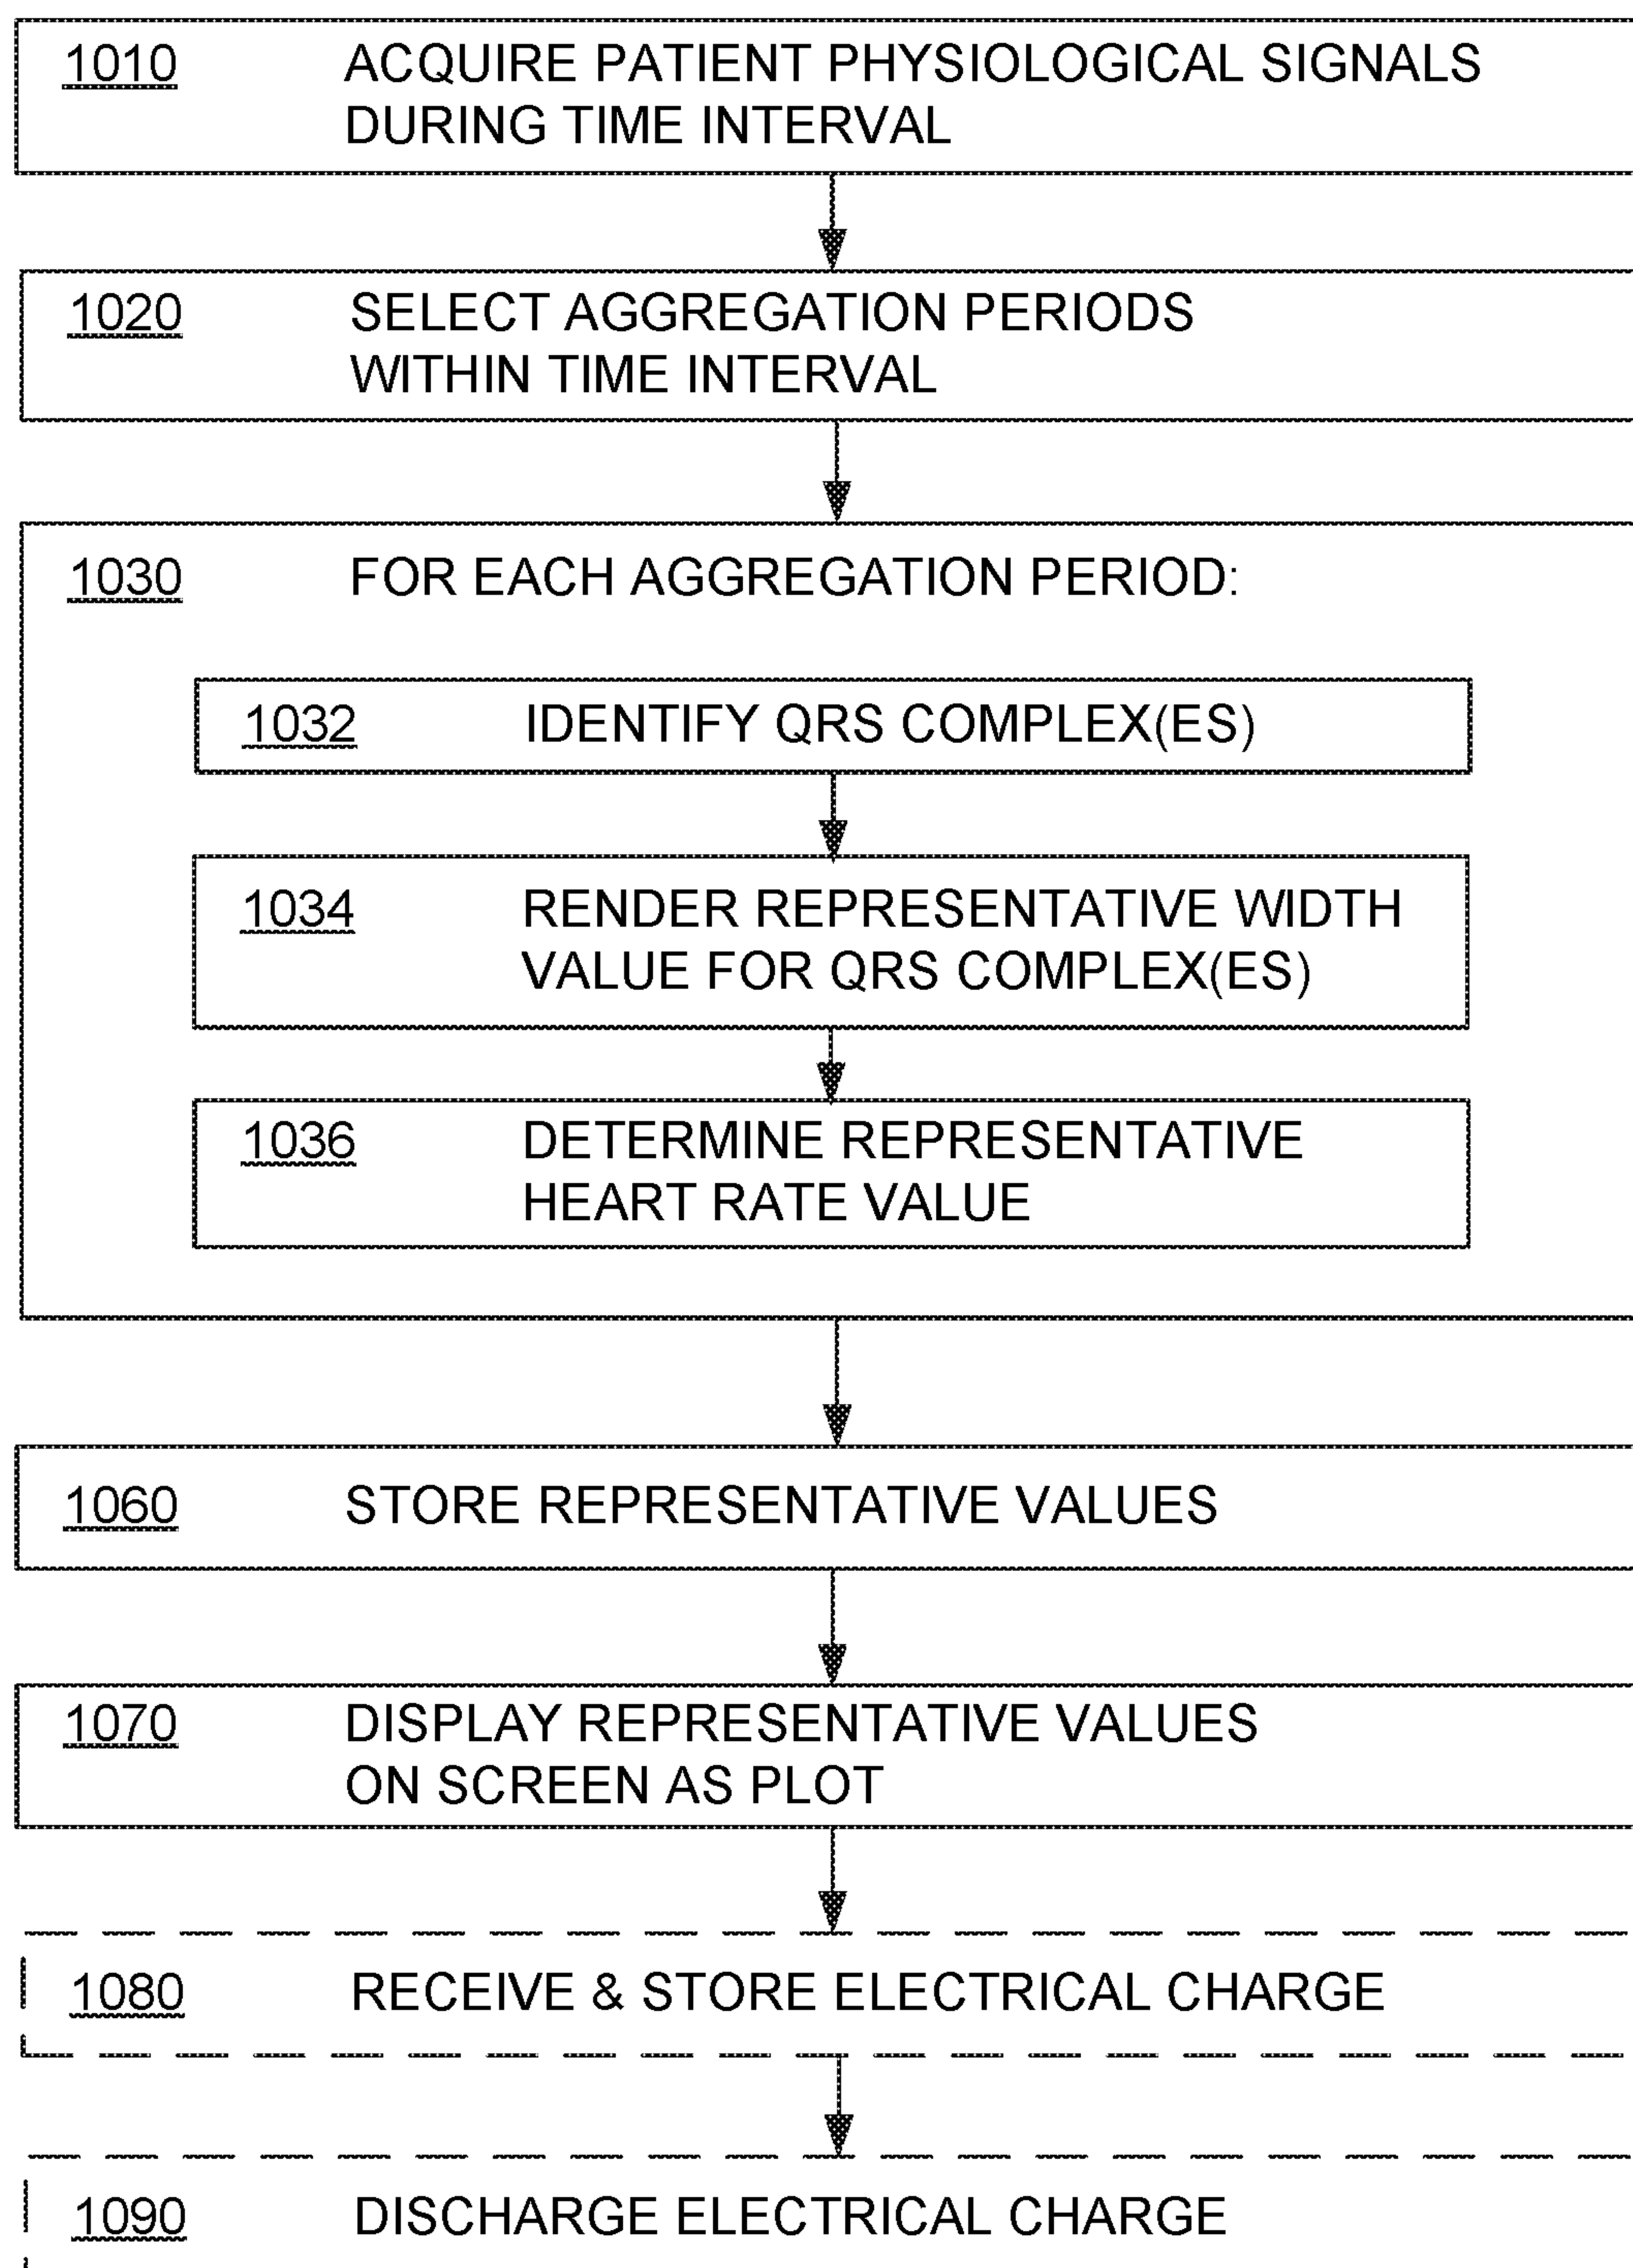 1010 ACQUIRE PATIENT PHYSIOLOGICAL SIGNALS
DURING TIME INTERVAL
1020 SELECT AGGREGATION PERIODS
WITHIN TIME INTERVAL
1030 FOR EACH AGGREGATION PERIOD:
1032 IDENTIFY QRS COMPLEX(ES)
1034 RENDER REPRESENTATIVE WIDTH
VALUE FOR QRS COMPLEX(ES)
1036 DETERMINE REPRESENTATIVE
HEART RATE VALUE
1060 STORE REPRESENTATIVE VALUES
1070 DISPLAY REPRESENTATIVE VALUES
ON SCREEN AS PLOT
1080 RECEIVE & STORE ELECTRICAL CHARGE
1090 DISCHARGE ELECTRICAL CHARGE